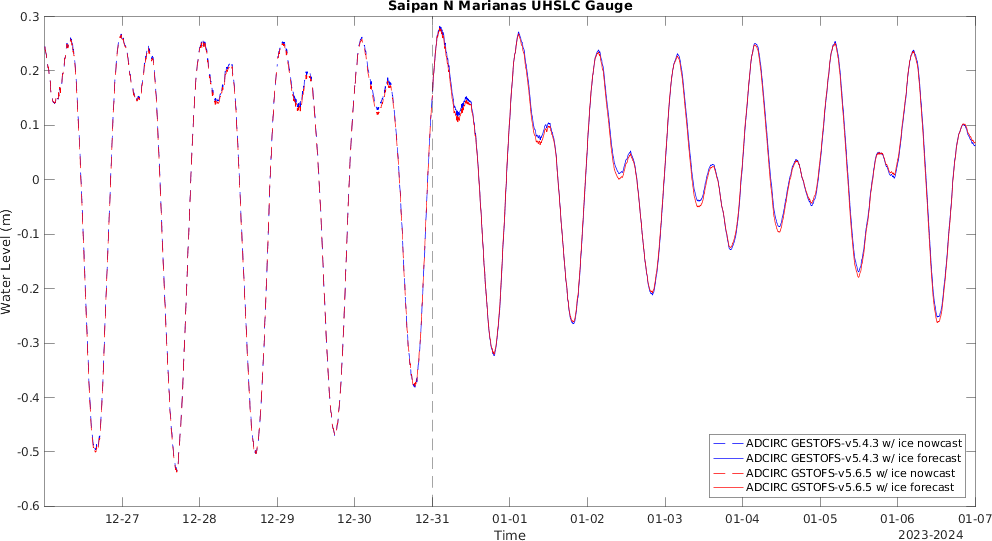 Saipan N Marianas UHSLC Gauge
0.3
0.2
0.1
0
-0.1
-0.2
-0.3
-0.4
-0.5
-0.6
Water Level (m)
ADCIRC GESTOFS-v5.4.3 w/ ice nowcast
ADCIRC GESTOFS-v5.4.3 w/ ice forecast
ADCIRC GSTOFS-v5.6.5 w/ ice nowcast
ADCIRC GSTOFS-v5.6.5 w/ ice forecast
12-27 12-28 12-29 12-30 12-31 01-01 01-02 01-03 01-04 01-05 01-06 01-07
Time
2023-2024